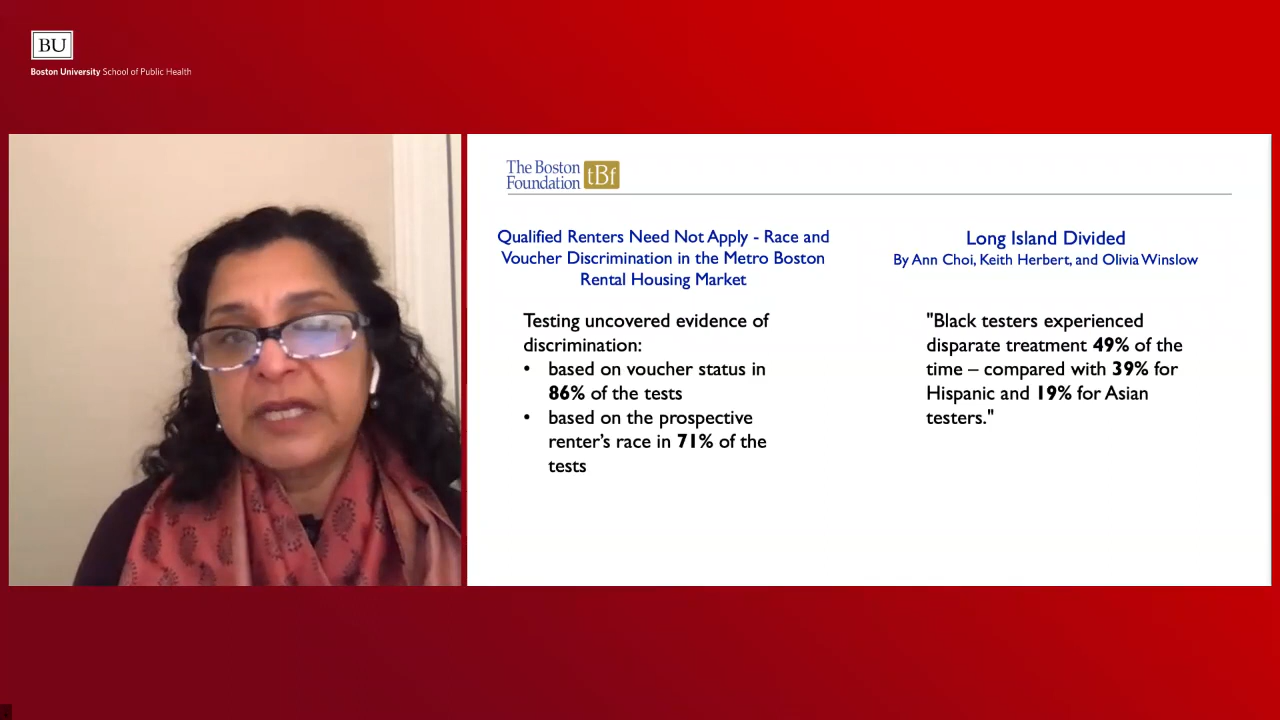 BU
Boston University School of Public Health
The Boston
Foundation
tBf
Qualified Renters Need Not Apply - Race and
Voucher Discrimination in the Metro Boston
Rental Housing Market
Testing uncovered evidence of
discrimination:
• based on voucher status in
86% of the tests
• based on the prospective
renter's race in 71% of the
tests
Long Island Divided
By Ann Choi, Keith Herbert, and Olivia Winslow
"Black testers experienced
disparate treatment 49% of the
time – compared with 39% for
Hispanic and 19% for Asian
testers."